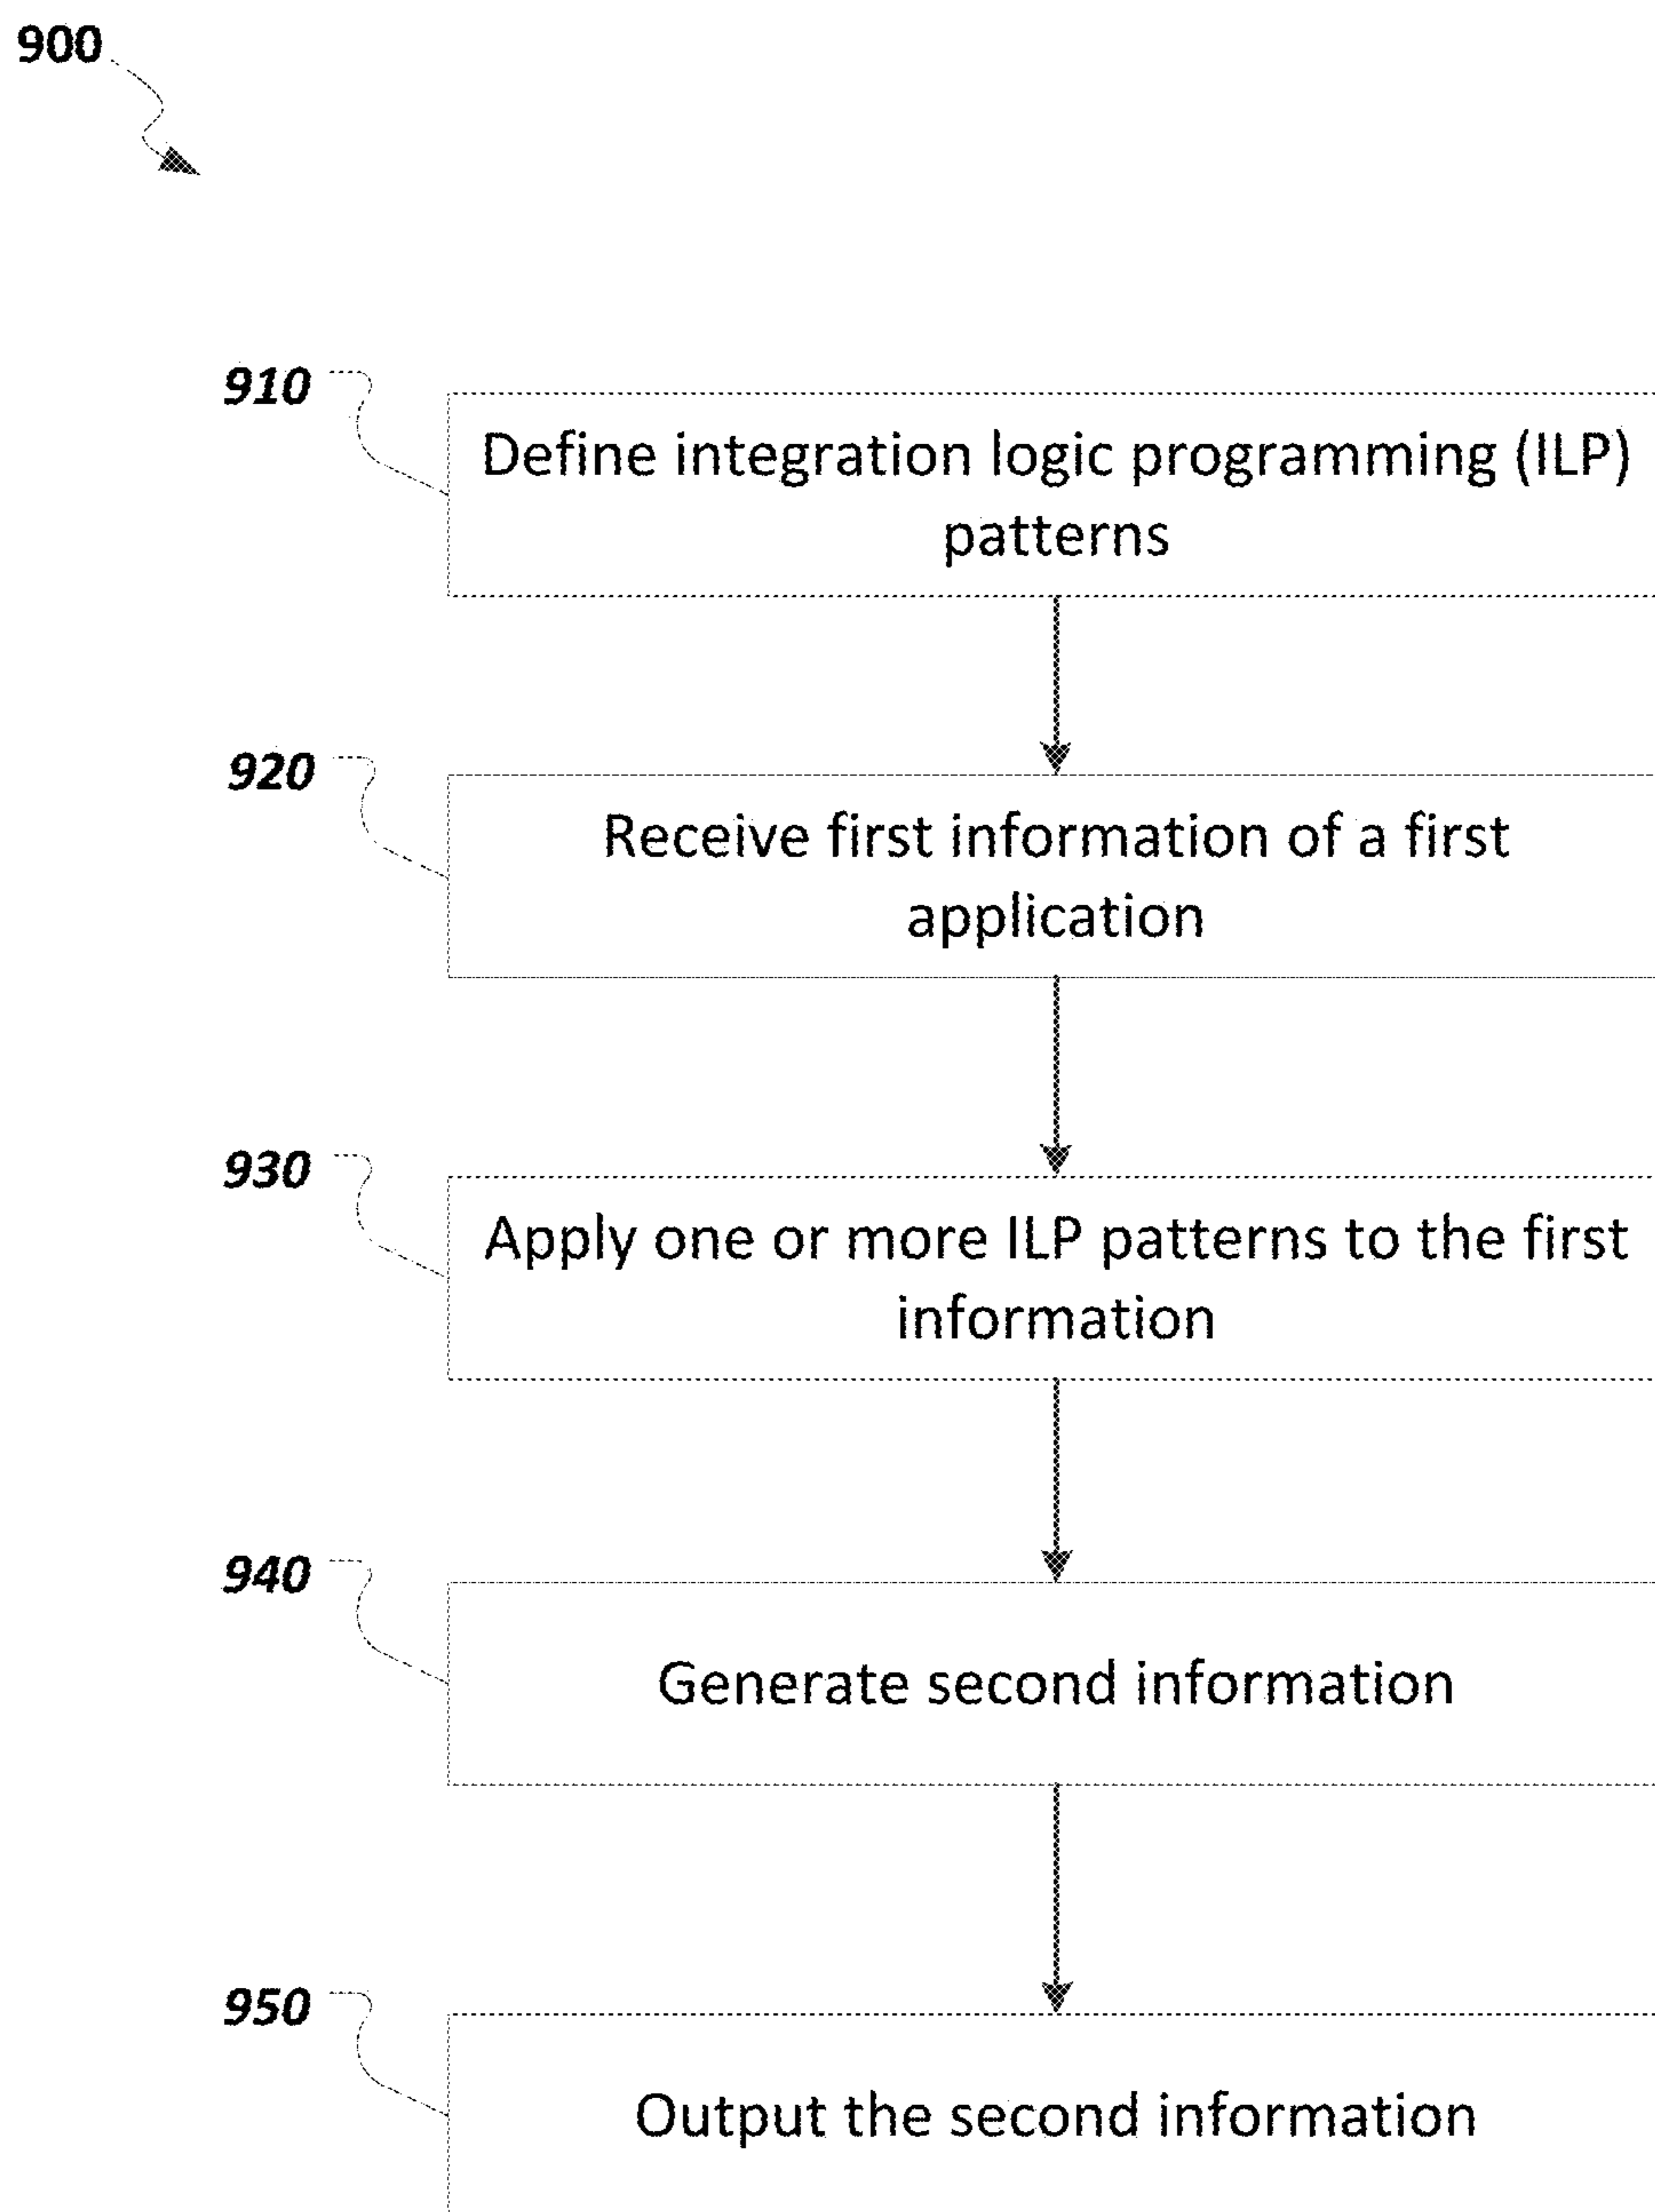 900
910
Define integration logic programming (ILP)
patterns
920
Receive first information of a first
application
930
Apply one or more ILP patterns to the first
information
940
Generate second information
950
Output the second information